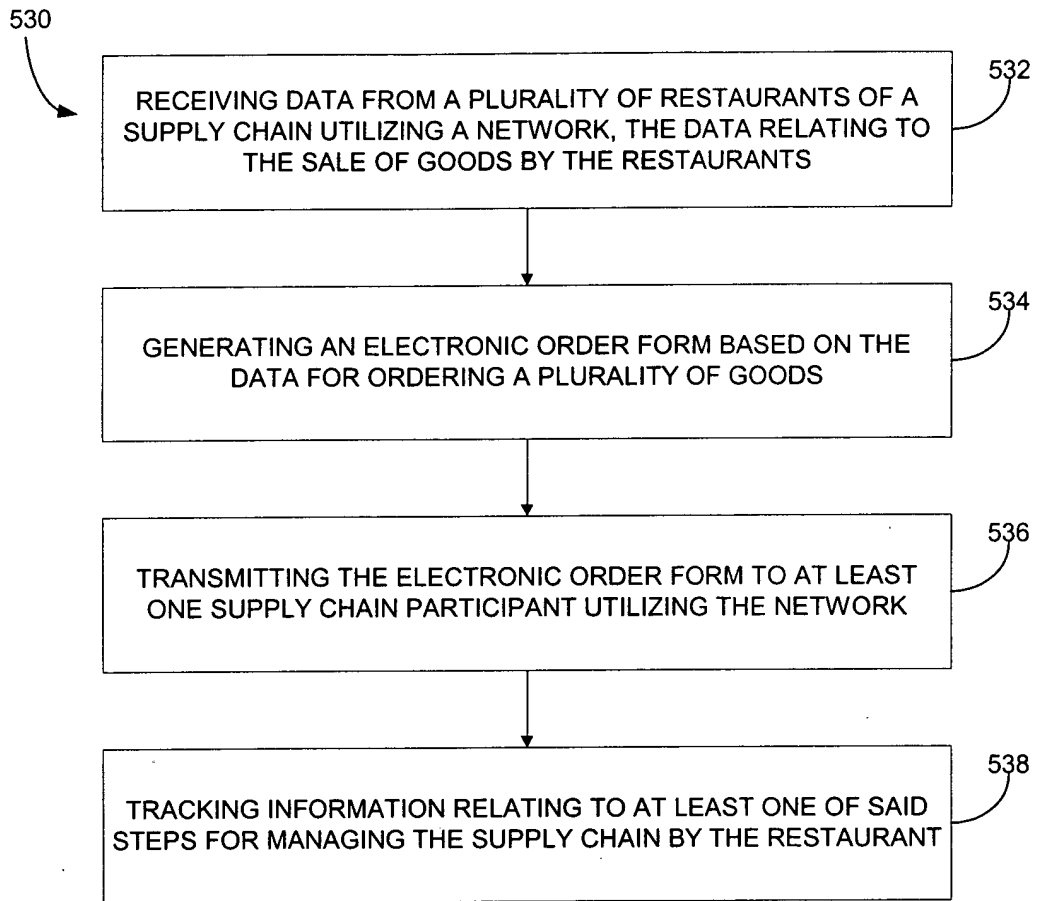 530
532
RECEIVING DATA FROM A PLURALITY OF RESTAURANTS OF A
SUPPLY CHAIN UTILIZING A NETWORK, THE DATA RELATING TO
THE SALE OF GOODS BY THE RESTAURANTS
534
GENERATING AN ELECTRONIC ORDER FORM BASED ON THE
DATA FOR ORDERING A PLURALITY OF GOODS
536
TRANSMITTING THE ELECTRONIC ORDER FORM TO AT LEAST
ONE SUPPLY CHAIN PARTICIPANT UTILIZING THE NETWORK
538
TRACKING INFORMATION RELATING TO AT LEAST ONE OF SAID
STEPS FOR MANAGING THE SUPPLY CHAIN BY THE RESTAURANT